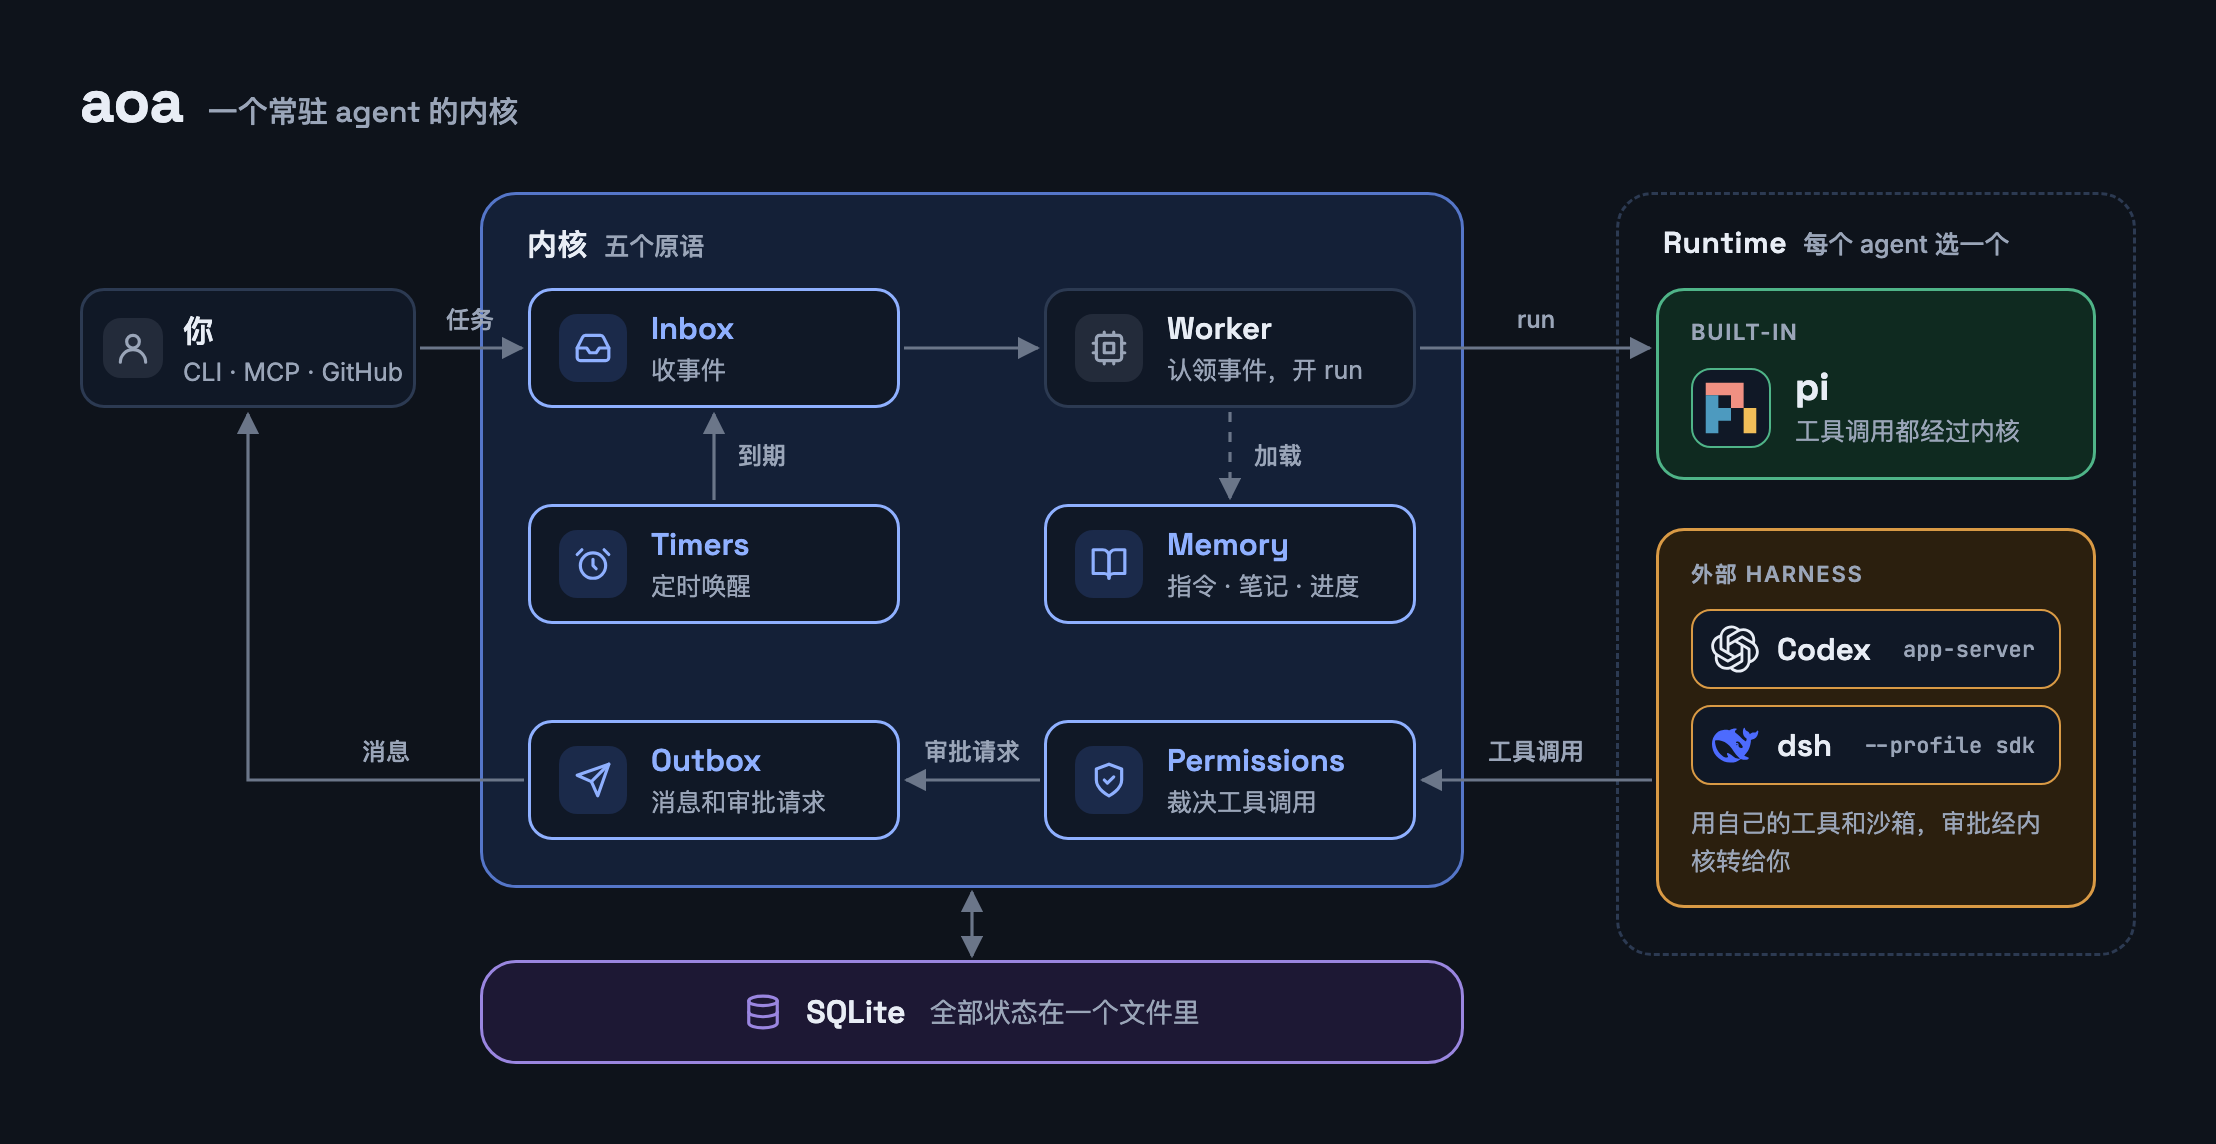 aoa 一个常驻 agent 的内核
内核 五个原语
Runtime 每个 agent 选一个
你
CLI · MCP · GitHub
任务
Inbox
收事件
Worker
认领事件，开 run
run
BUILT-IN
pi
工具调用都经过内核
到期
加载
Timers
定时唤醒
Memory
指令 · 笔记 · 进度
外部 HARNESS
Codex app-server
dsh --profile sdk
用自己的工具和沙箱，审批经内
核转给你
消息
Outbox
消息和审批请求
审批请求
Permissions
裁决工具调用
工具调用
SQLite 全部状态在一个文件里